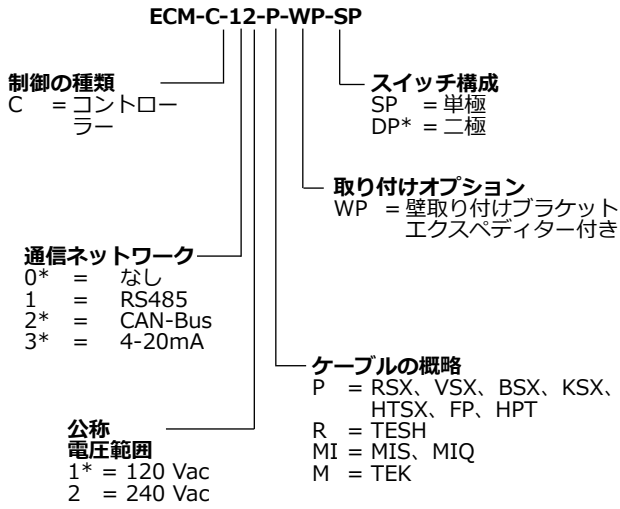 ECM-C-12-P-WP-SP
制御の種類
C = コントロー
ラー
スイッチ構成
SP = 単極
DP* = 二極
取り付けオプション
WP = 壁取り付けブラケット
エクスペディター付き
通信ネットワーク
0* = なし
1 = RS485
2* = CAN-Bus
3* = 4-20mA
ケーブルの概略
P = RSX、VSX、BSX、KSX、
HTSX、FP、HPT
R = TESH
MI = MIS、MIQ
M = TEK
公称
電圧範囲
1* = 120 Vac
2 = 240 Vac